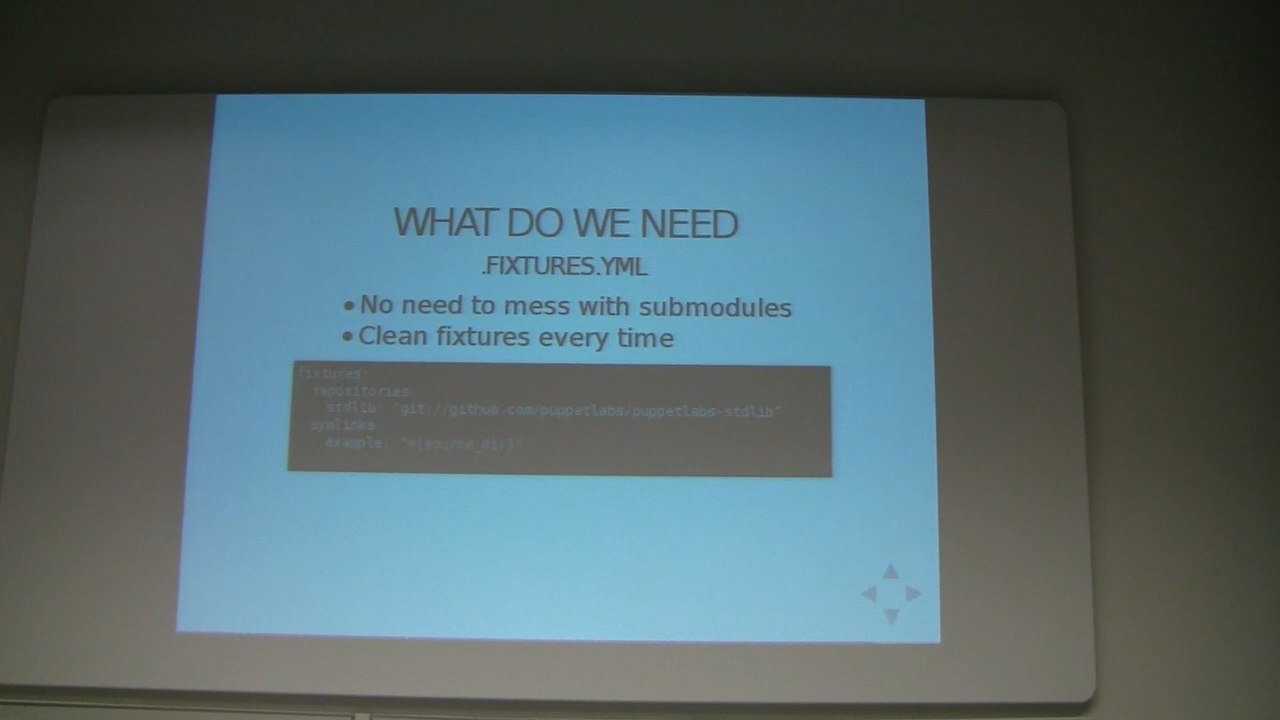 WHAT DO WE NEED
.FIXTURES.YML
• No need to mess with submodules
• Clean fixtures every time
fixtures:
repositories:
stdlib: "git://github.com/puppetlabs/puppetlabs-stdlib"
symlinks:
example: "#{source_dir}"